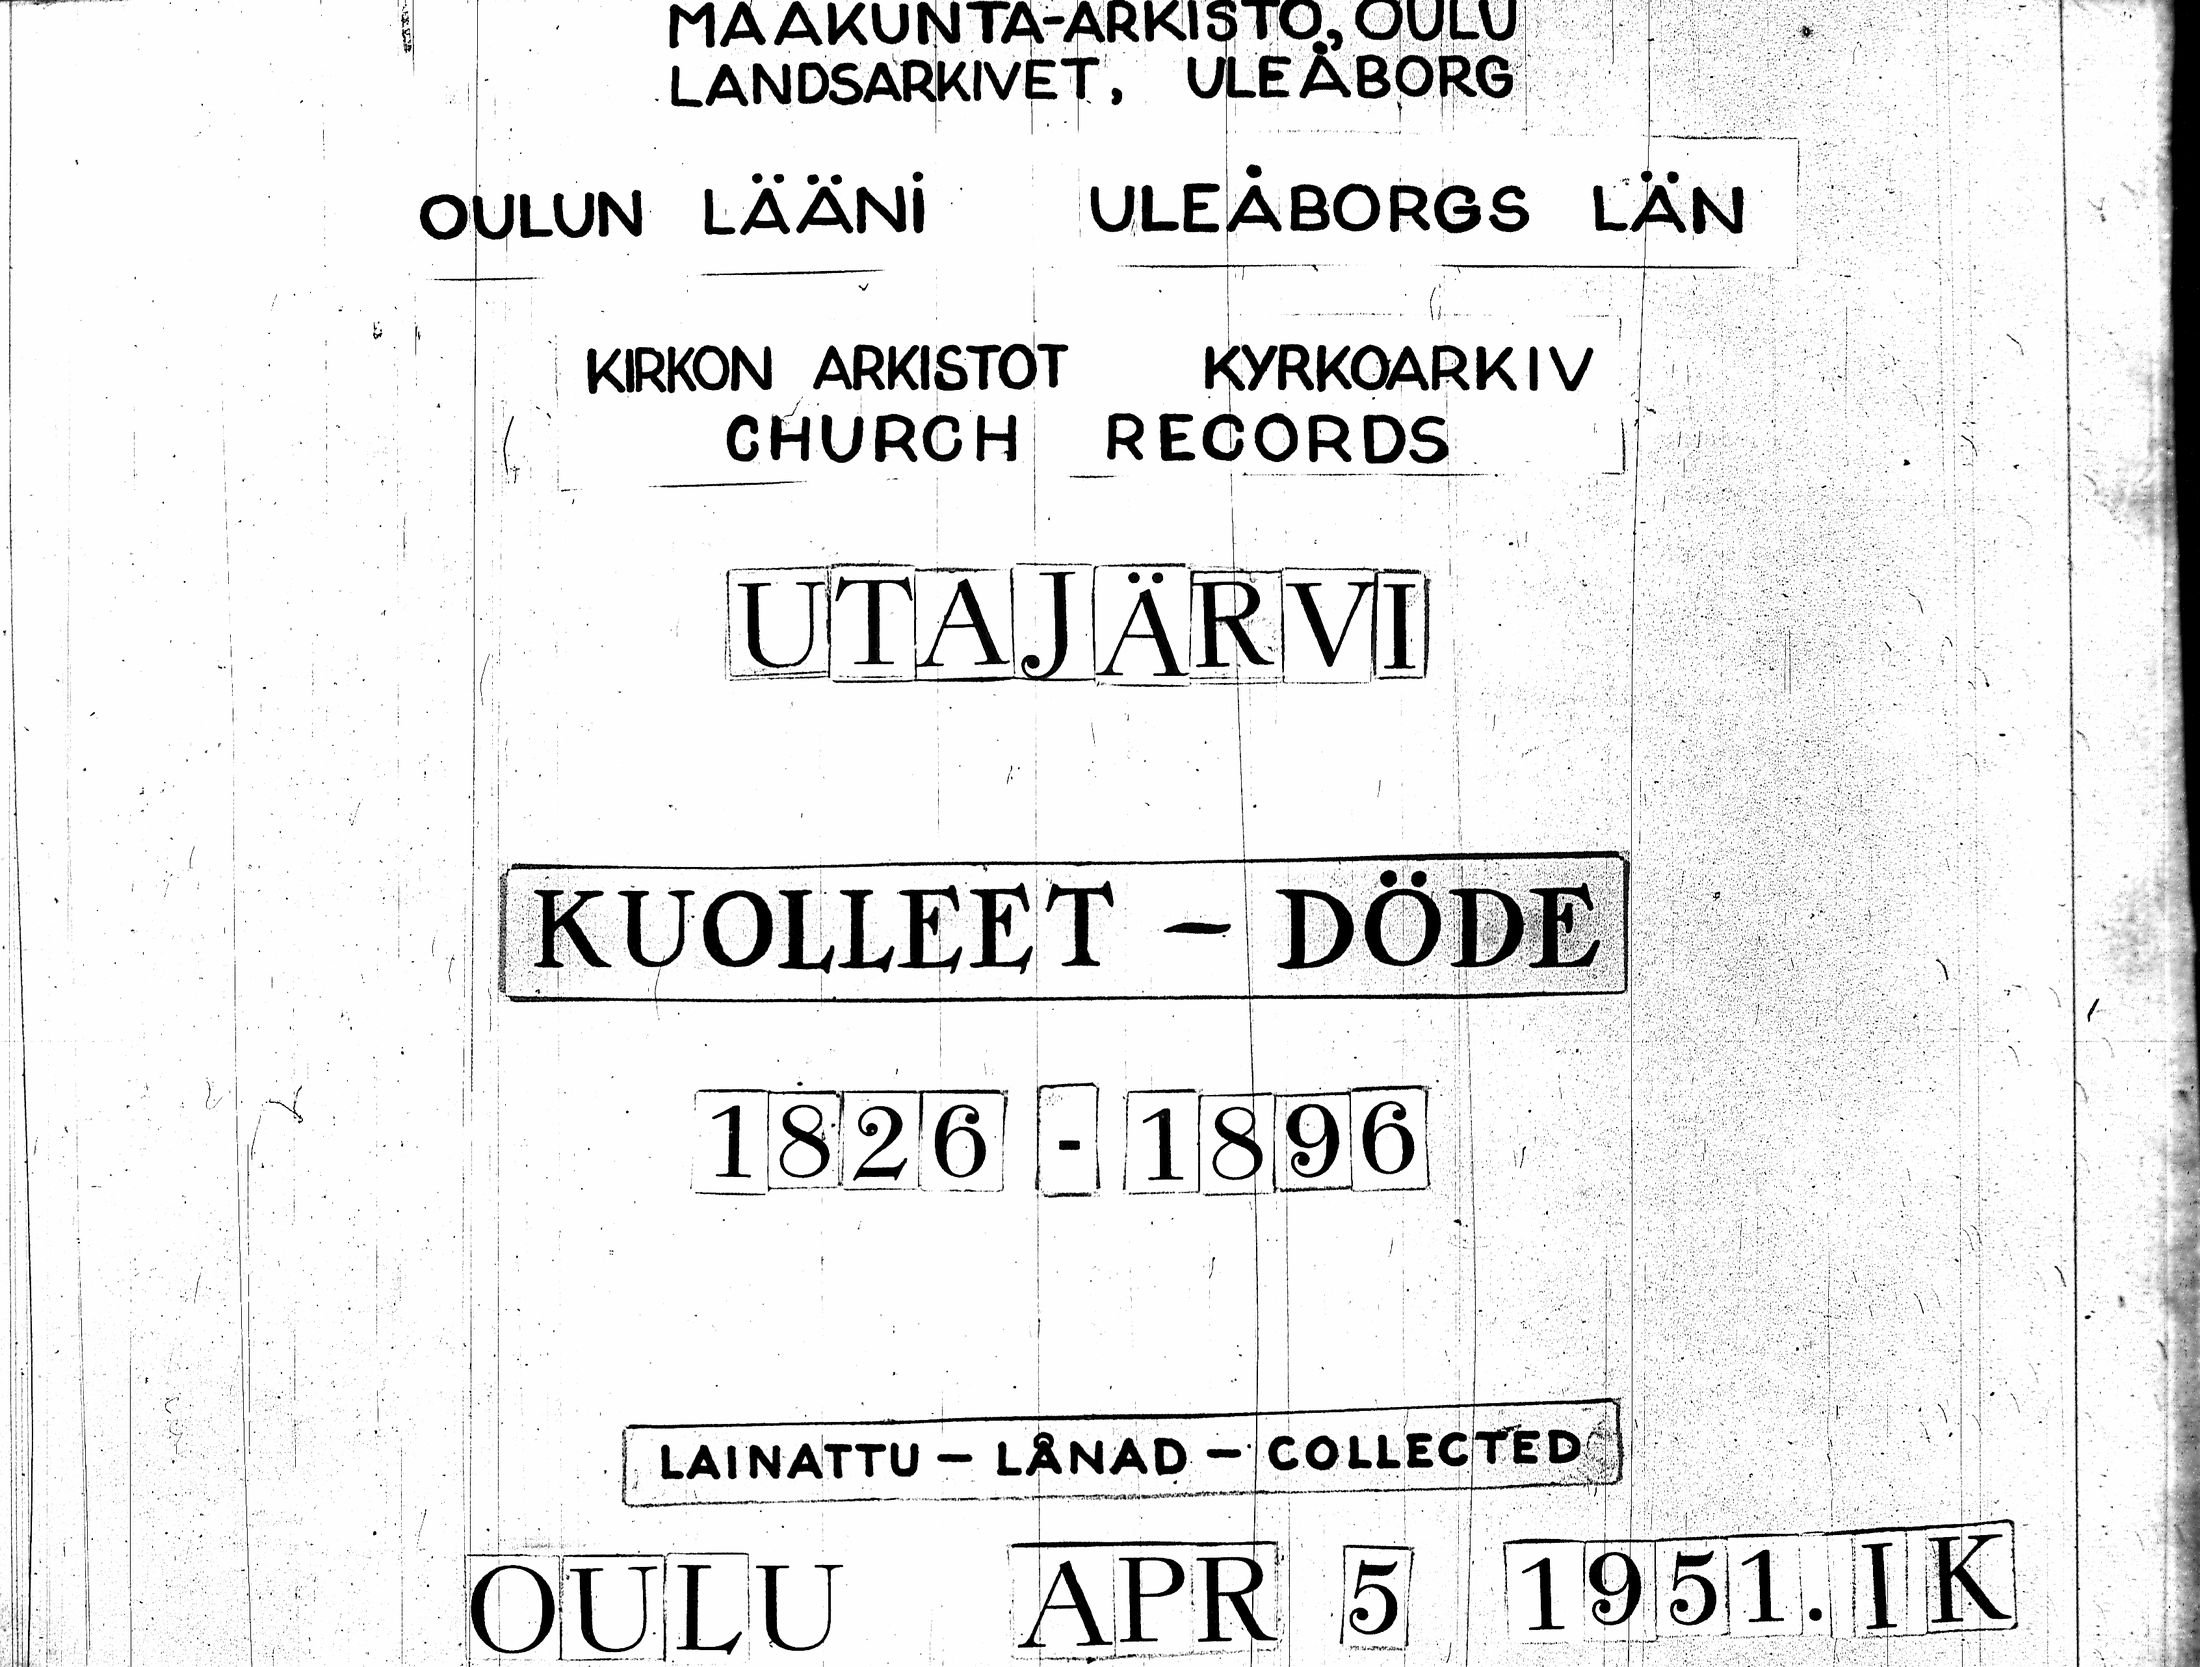 MAAKUNTA-ARKISTO, OULU
LANDSARKIVET, ULEÅBORG
OULUN LÄÄNI ULEÅBORGS LÄN
KIRKON ARKISTOT KYRKOARKIV
CHURCH RECORDS
UTAJÄRVI
KUOLLEET - DÖDE
1826 - 1896
LAINATTU - LÅNAD - COLLECTED
OULU APR 5 1951. IK